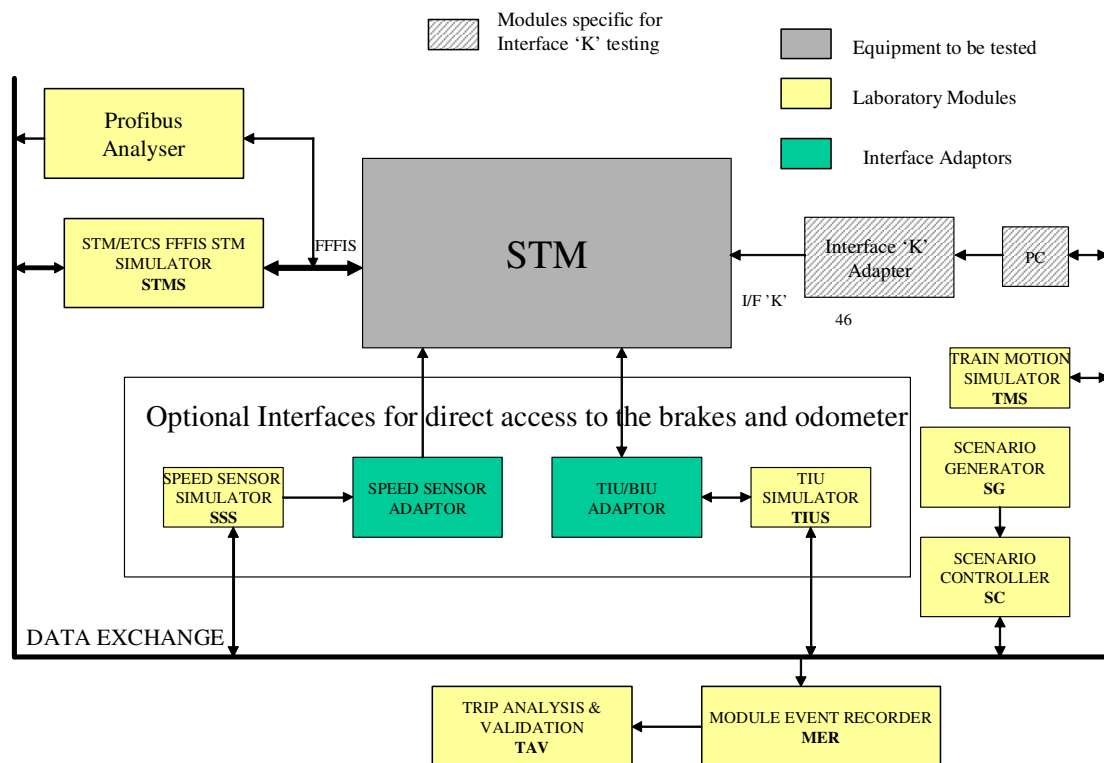 Modules specific for
Interface ‘K’ testing
Equipment to be tested
Laboratory Modules
Interface Adaptors
Profibus
Analyser
STM/ETCS FFFIS STM
SIMULATOR
STMS
FFFIS
STM
Interface ‘K’
Adapter
PC
I/F ’K’
46
TRAIN MOTION
SIMULATOR
TMS
Optional Interfaces for direct access to the brakes and odometer
SPEED SENSOR
SIMULATOR
SSS
SPEED SENSOR
ADAPTOR
TIU/BIU
ADAPTOR
TIU
SIMULATOR
TIUS
SCENARIO
GENERATOR
SG
SCENARIO
CONTROLLER
SC
DATA EXCHANGE
TRIP ANALYSIS &
VALIDATION
TAV
MODULE EVENT RECORDER
MER